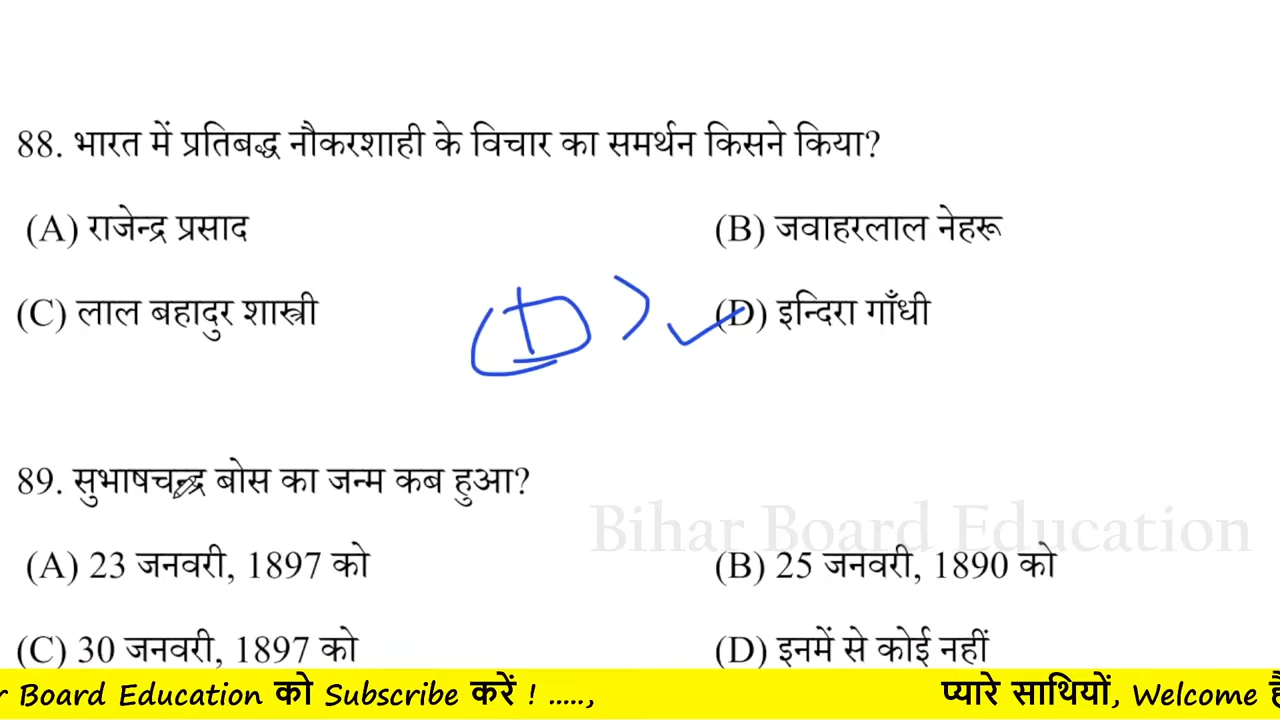 88. भारत में प्रतिबद्ध नौकरशाही के विचार का समर्थन किसने किया?
(A) राजेन्द्र प्रसाद (B) जवाहरलाल नेहरू
(C) लाल बहादुर शास्त्री (D) इन्दिरा गाँधी
89. सुभाषचन्द्र बोस का जन्म कब हुआ?
Bihar Board Education
(A) 23 जनवरी, 1897 को (B) 25 जनवरी, 1890 को
(C) 30 जनवरी, 1897 को (D) इनमें से कोई नहीं
r Board Education को Subscribe करें ! ....., प्यारे साथियों, Welcome है